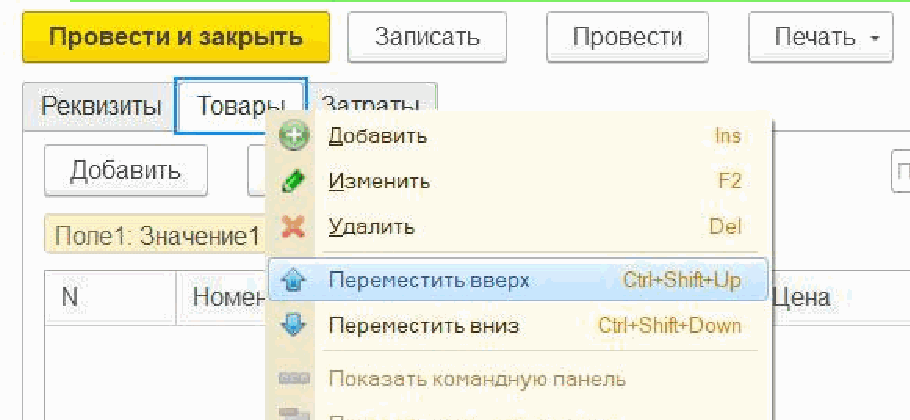 Провести и закрыть Записать Провести Печать
Реквизиты Товары Затраты
Добавить Ins
Добавить
Изменить F2
Удалить Del
Поле1: Значение1
Переместить вверх Ctrl+Shift+Up
N Номен Цена
Переместить вниз Ctrl+Shift+Down
Показать командную панель